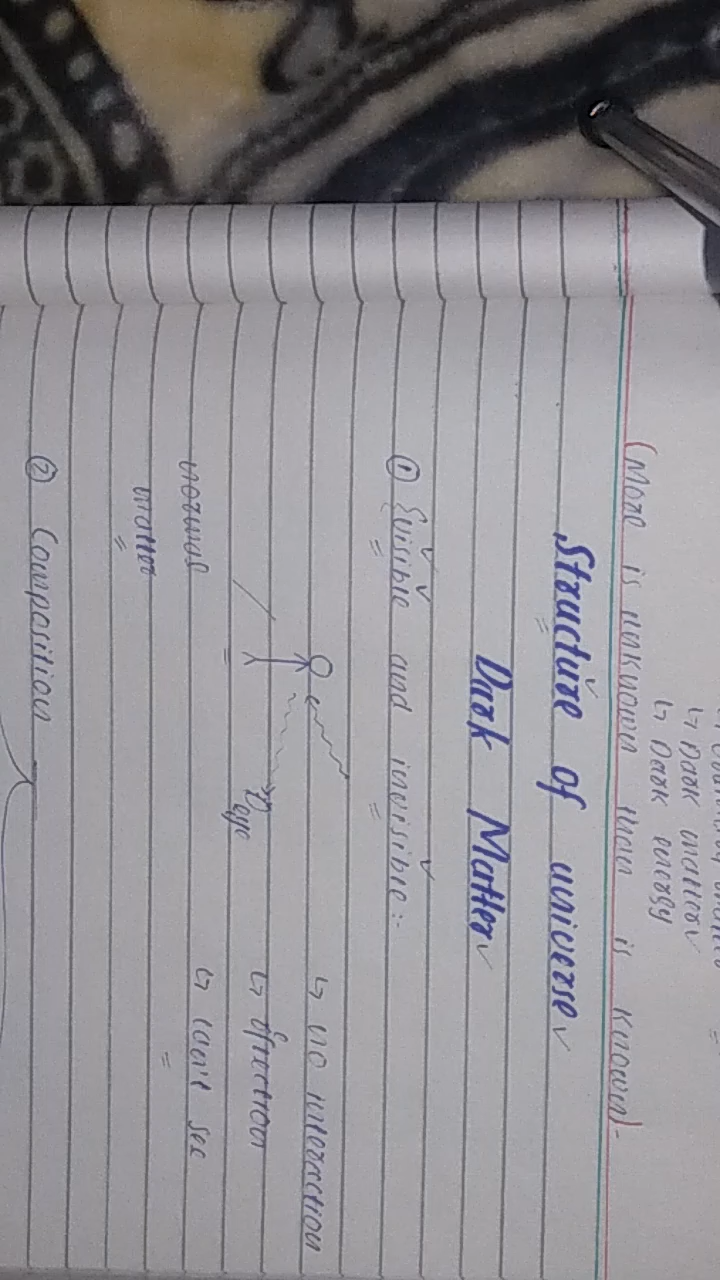 ↳ Dark matter ✓
↳ Dark energy
(More is unknown than is known)-
Structure of universe ✓
Dark Matter ✓
① Evisible and invisible :-
↳ no interaction
eye
normal
matter
↳ can't see
② Composition